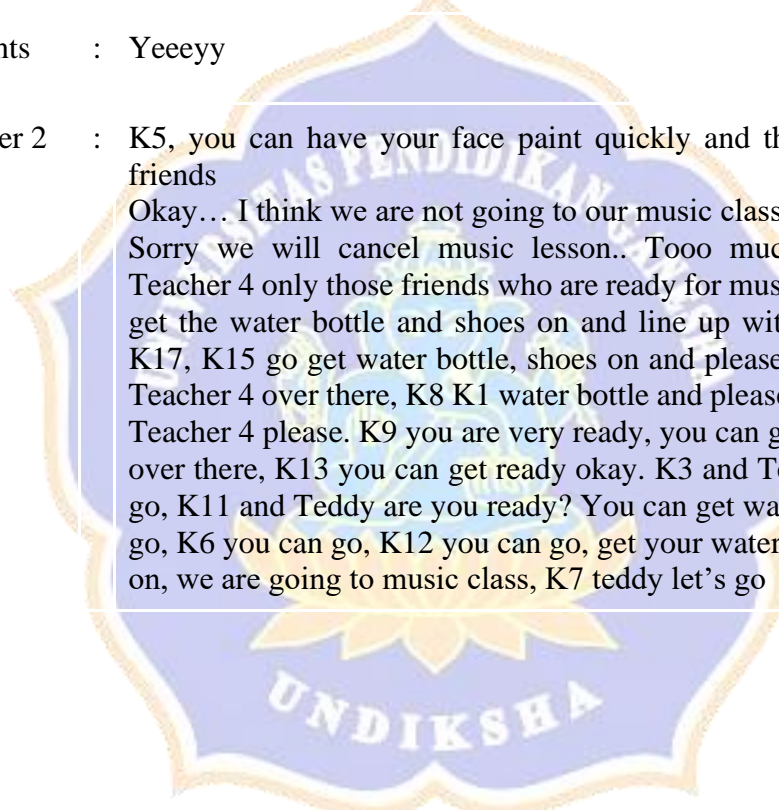 nts : Yeeeyy
er 2 : K5, you can have your face paint quickly and th
friends
Okay… I think we are not going to our music class
Sorry we will cancel music lesson.. Tooo muc
Teacher 4 only those friends who are ready for mus
get the water bottle and shoes on and line up wit
K17, K15 go get water bottle, shoes on and please
Teacher 4 over there, K8 K1 water bottle and please
Teacher 4 please. K9 you are very ready, you can g
over there, K13 you can get ready okay. K3 and Te
go, K11 and Teddy are you ready? You can get wa
go, K6 you can go, K12 you can go, get your water
on, we are going to music class, K7 teddy let’s go
UNIVERSITAS PENDIDIKAN GANESHA
UNDIKSHA